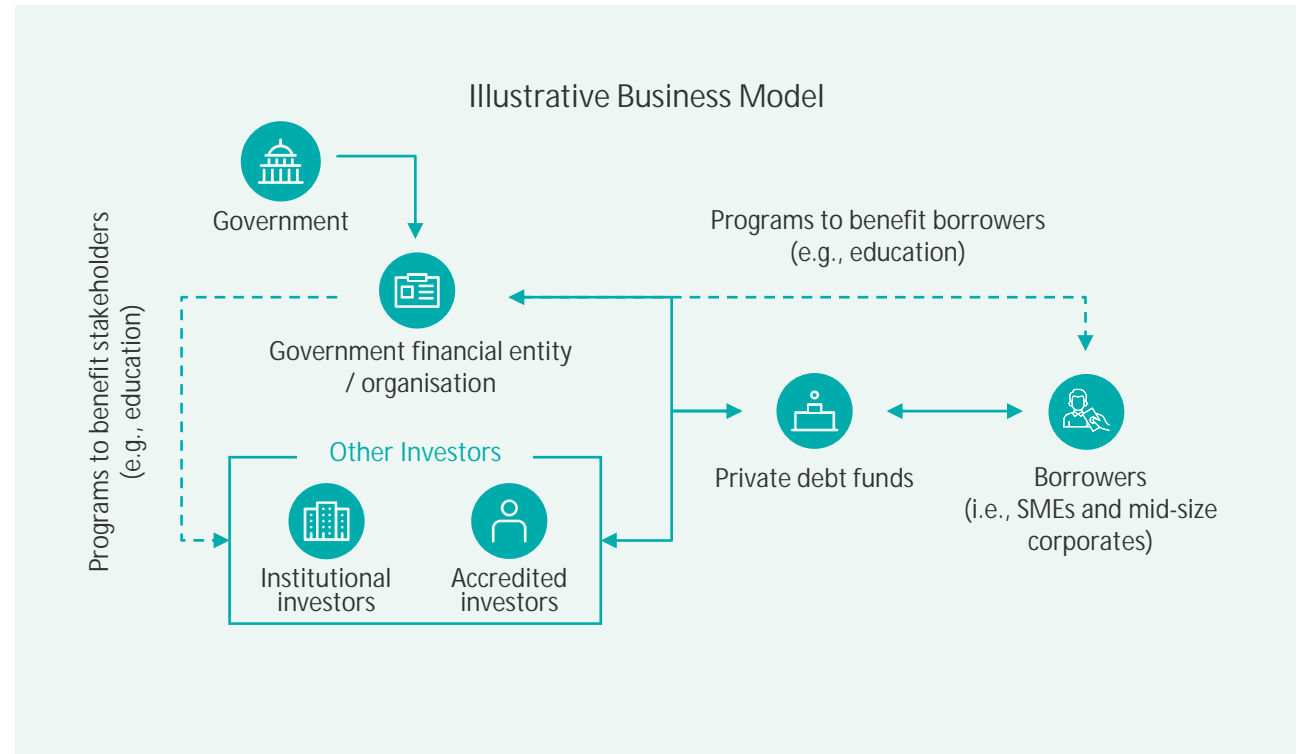 Illustrative Business Model
Government
Programs to benefit stakeholders
(e.g., education)
Programs to benefit borrowers
(e.g., education)
Government financial entity
/ organisation
Other Investors
Institutional
investors
Accredited
investors
Private debt funds
Borrowers
(i.e., SMEs and mid-size
corporates)